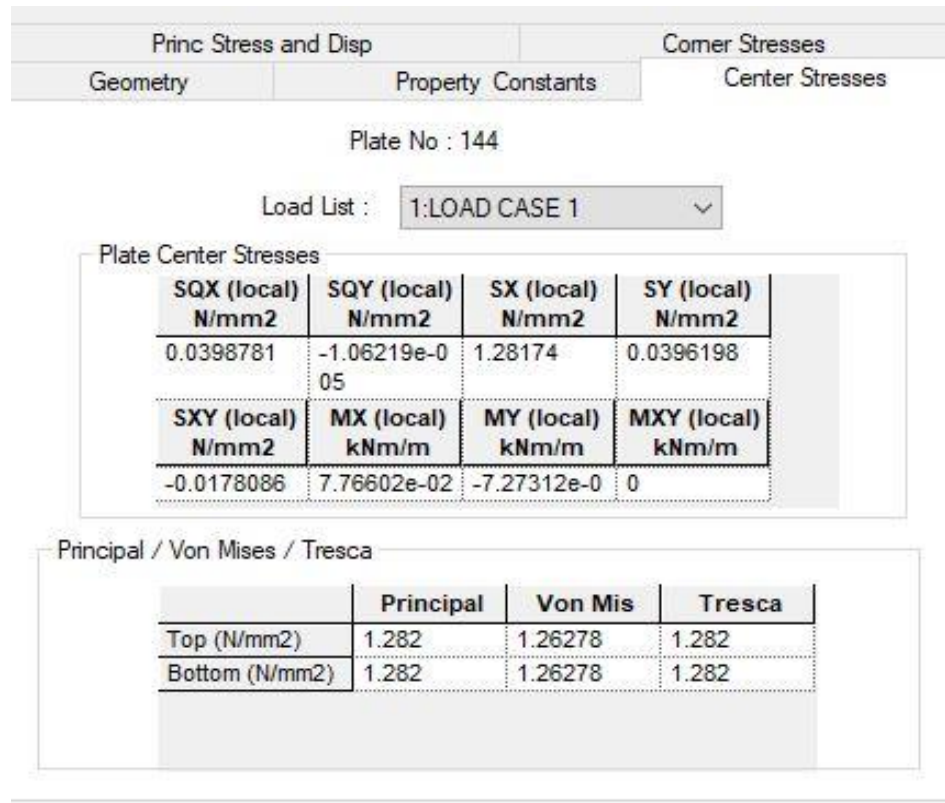 Princ Stress and Disp
Corner Stresses
Geometry
Property Constants
Center Stresses
Plate No : 144
Load List :
1:LOAD CASE 1
Plate Center Stresses
SQX (local) SQY (local) SX (local) SY (local)
N/mm2 N/mm2 N/mm2 N/mm2
0.0398781 -1.06219e-0 1.28174 0.0396198
05
SXY (local) MX (local) MY (local) MXY (local)
N/mm2 kNm/m kNm/m kNm/m
-0.0178086 7.76602e-02 -7.27312e-0 0
Principal / Von Mises / Tresca
Principal Von Mis Tresca
Top (N/mm2) 1.282 1.26278 1.282
Bottom (N/mm2) 1.282 1.26278 1.282